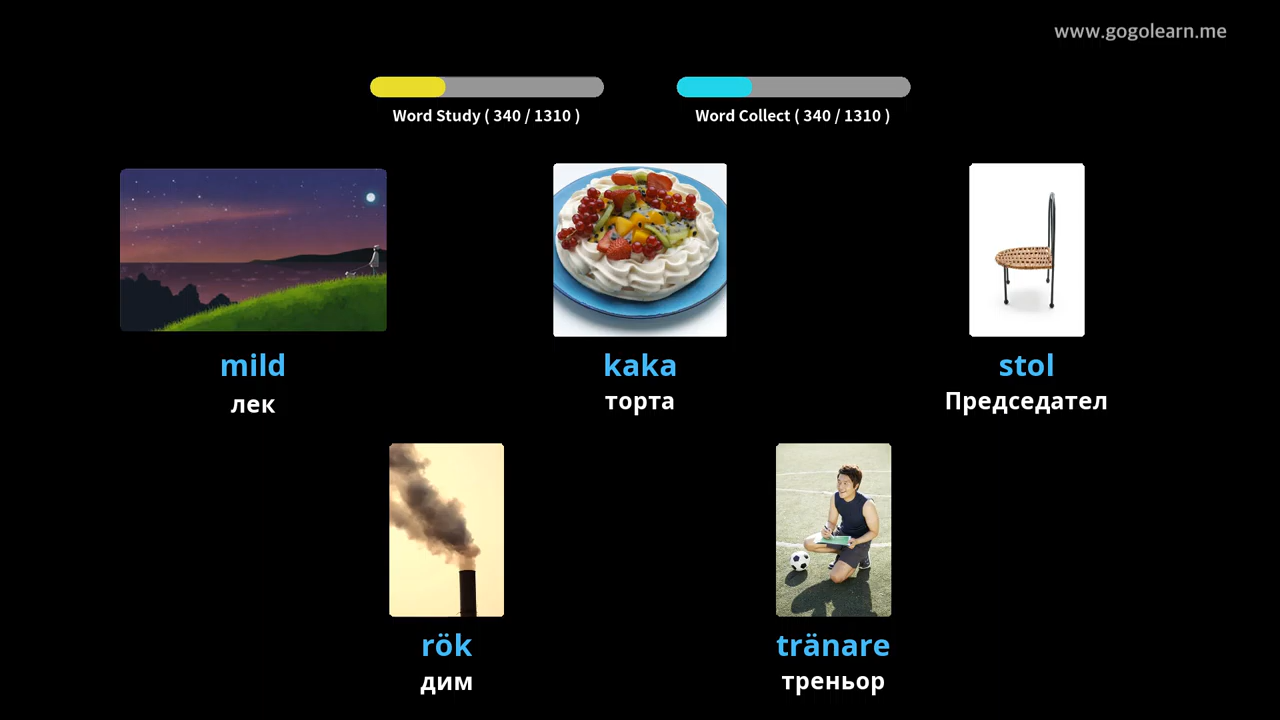 www.gogolearn.me
Word Study ( 340 / 1310 )
Word Collect ( 340 / 1310 )
mild
лек
kaka
торта
stol
Председател
rök
дим
tränare
треньор